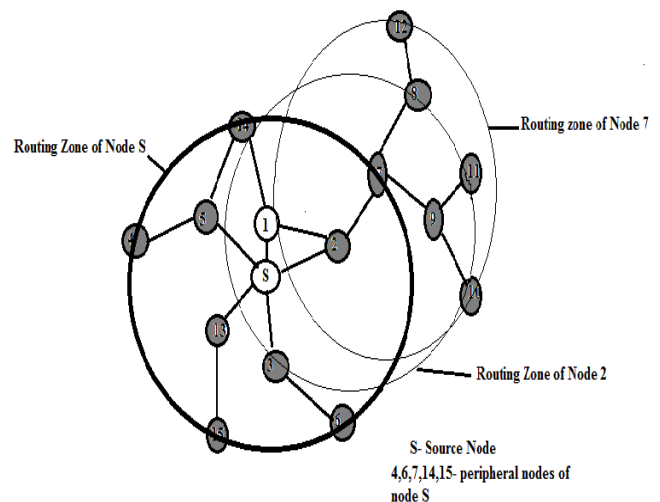 12
8
Routing zone of Node 7
14
Routing Zone of Node S
7
11
5
1
9
4
2
S
13
3
Routing Zone of Node 2
6
15
S- Source Node
4,6,7,14,15- peripheral nodes of
node S